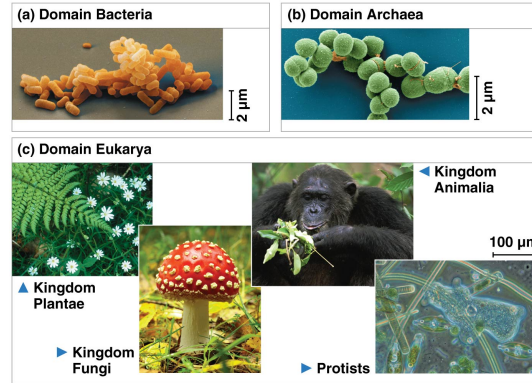 (a) Domain Bacteria
2 µm
(b) Domain Archaea
2 µm
(c) Domain Eukarya
Kingdom
Animalia
100 µm
Kingdom
Plantae
Kingdom
Fungi
Protists